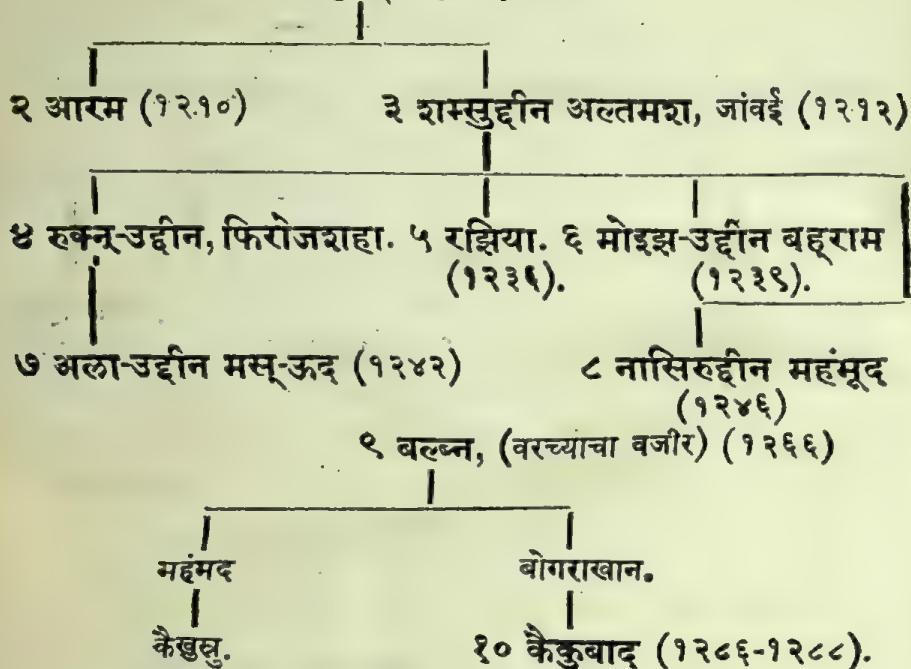 २ आरम (१२१०) ३ शम्सुद्दीन अल्तमश, जांवई (१२१२)
४ रुक्न्-उद्दीन, फिरोजशहा. ५ रझिया. ६ मोइझ-उद्दीन बह्राम
(१२३६). (१२३९).
७ अला-उद्दीन मस्-ऊद (१२४२) ८ नासिरुद्दीन महंमूद
(१२४६)
९ बल्बन, (वरच्याचा वजीर) (१२६६)
महंमद बोगराखान.
कैखुस्रु. १० कैकुबाद (१२८६-१२८८).